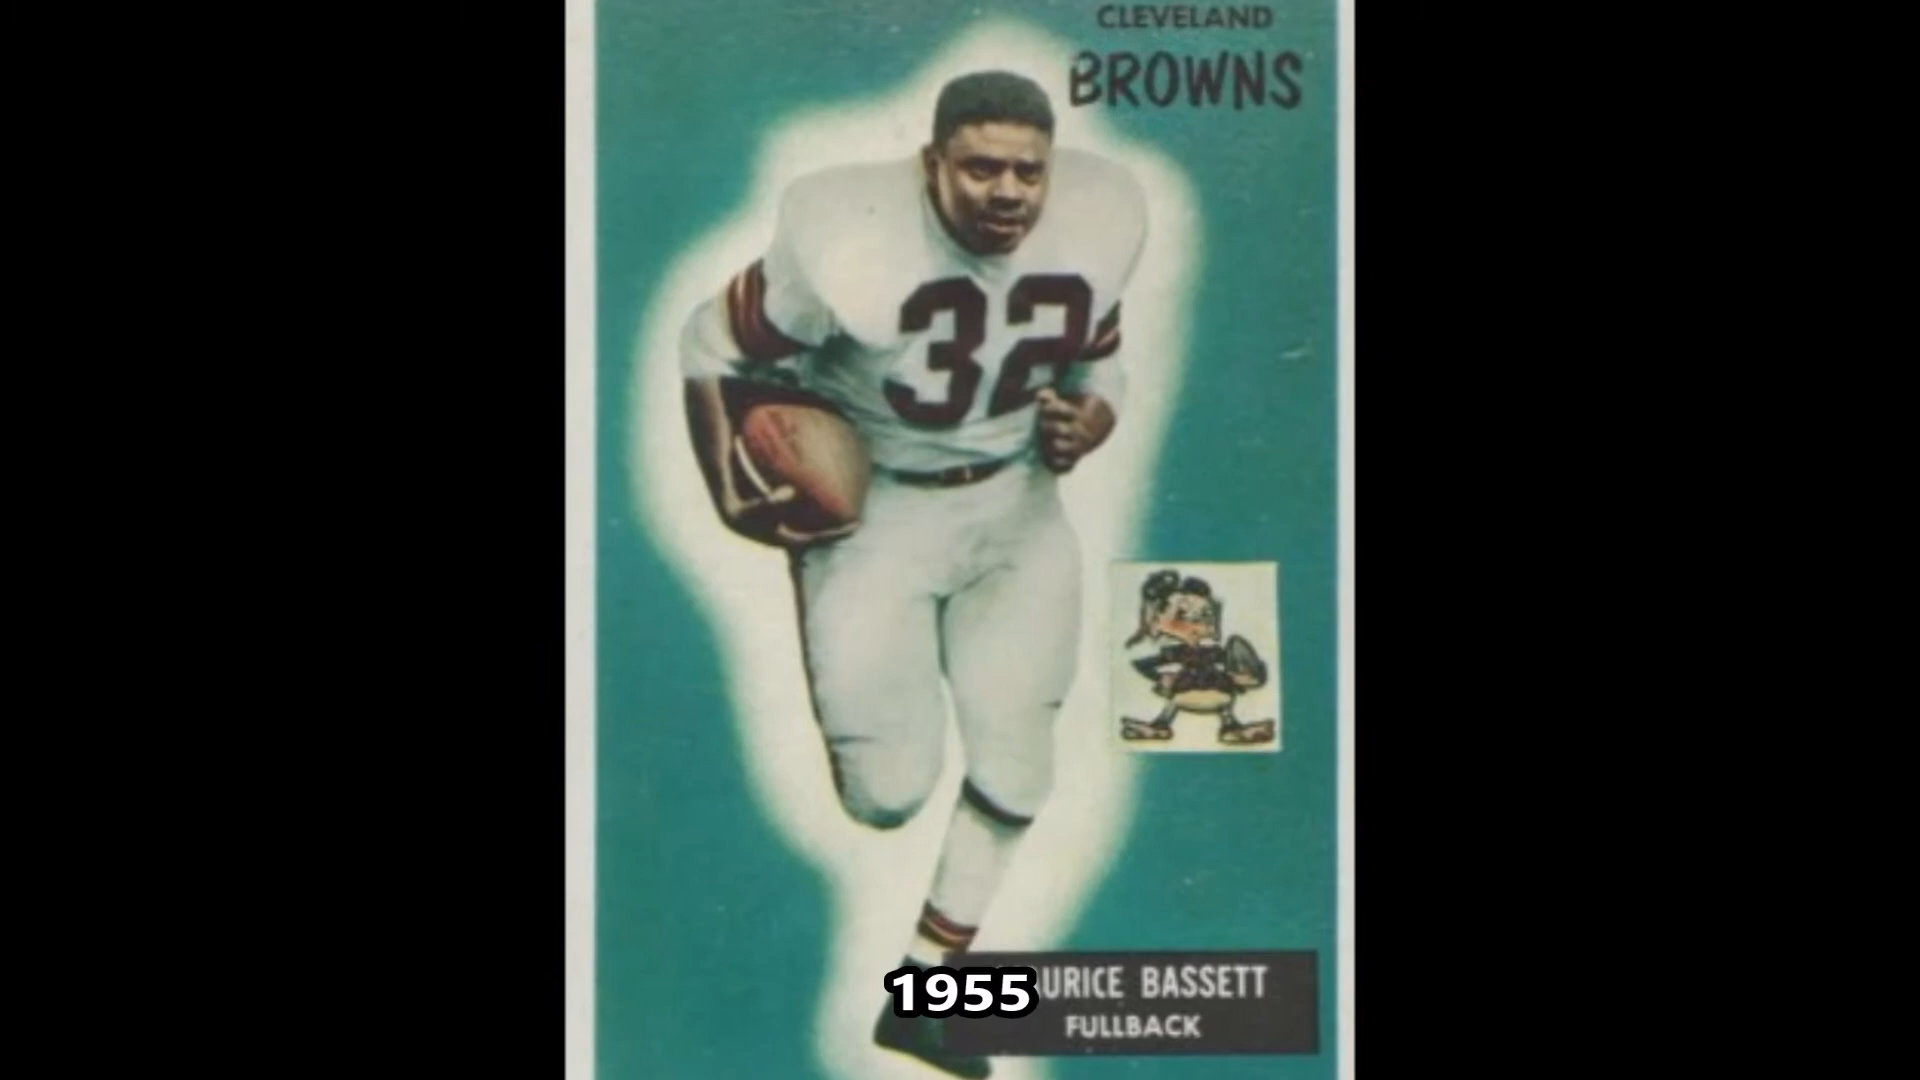 CLEVELAND
BROWNS
32
URICE BASSETT
FULLBACK
1955